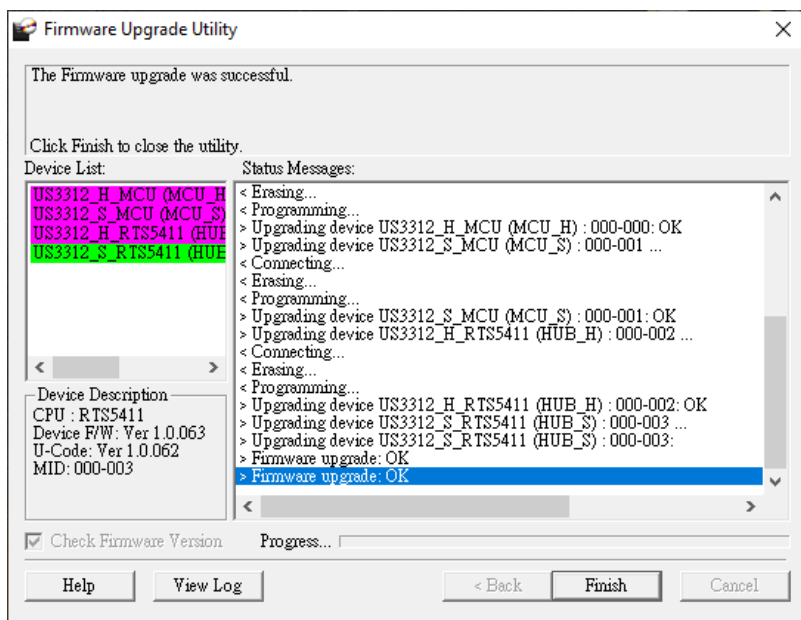 Firmware Upgrade Utility
The Firmware upgrade was successful.
Click Finish to close the utility.
Device List:
US3312_H_MCU (MCU_H
US3312_S_MCU (MCU_S)
US3312_H_RTS5411 (HUB
US3312_S_RTS5411 (HUB
Status Messages:
< Erasing...
< Programming...
> Upgrading device US3312_H_MCU (MCU_H) : 000-000: OK
> Upgrading device US3312_S_MCU (MCU_S) : 000-001 ...
< Connecting...
< Erasing...
< Programming...
> Upgrading device US3312_S_MCU (MCU_S) : 000-001: OK
> Upgrading device US3312_H_RTS5411 (HUB_H) : 000-002 ...
< Connecting...
< Erasing...
< Programming...
> Upgrading device US3312_H_RTS5411 (HUB_H) : 000-002: OK
> Upgrading device US3312_S_RTS5411 (HUB_S) : 000-003 ...
> Upgrading device US3312_S_RTS5411 (HUB_S) : 000-003:
> Firmware upgrade: OK
> Firmware upgrade: OK
Device Description
CPU : RTS5411
Device F/W: Ver 1.0.063
U-Code: Ver 1.0.062
MID: 000-003
Check Firmware Version
Progress...
Help
View Log
< Back
Finish
Cancel